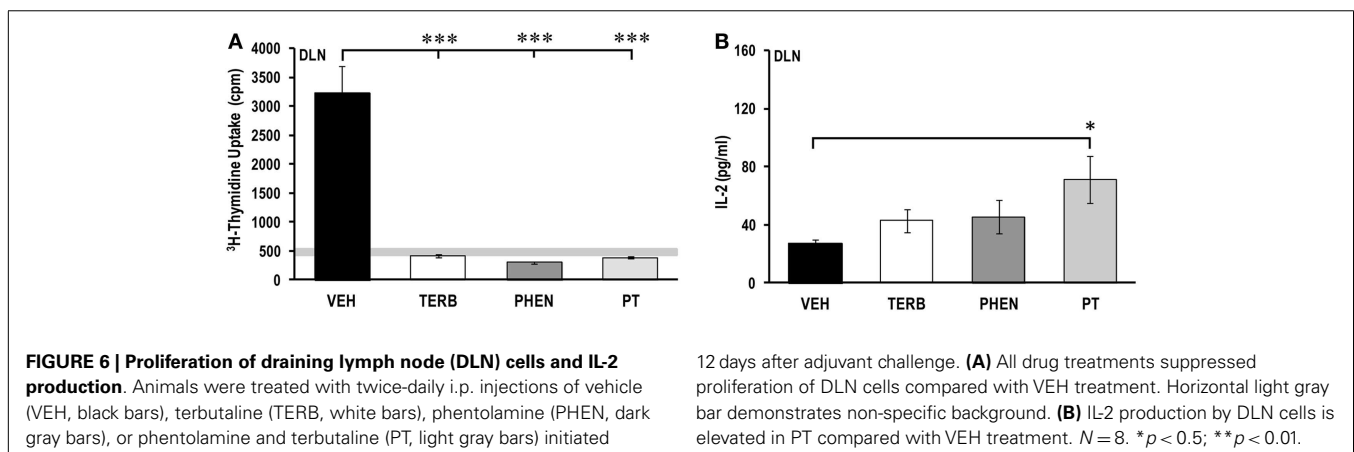 A
DLN
***
***
***
³H-Thymidine Uptake (cpm)
4000
3500
3000
2500
2000
1500
1000
500
0
VEH
TERB
PHEN
PT
B
DLN
*
IL-2 (pg/ml)
160
120
80
40
0
VEH
TERB
PHEN
PT
FIGURE 6 | Proliferation of draining lymph node (DLN) cells and IL-2
production. Animals were treated with twice-daily i.p. injections of vehicle
(VEH, black bars), terbutaline (TERB, white bars), phentolamine (PHEN, dark
gray bars), or phentolamine and terbutaline (PT, light gray bars) initiated
12 days after adjuvant challenge. (A) All drug treatments suppressed
proliferation of DLN cells compared with VEH treatment. Horizontal light gray
bar demonstrates non-specific background. (B) IL-2 production by DLN cells is
elevated in PT compared with VEH treatment. N = 8. *p < 0.5; **p < 0.01.